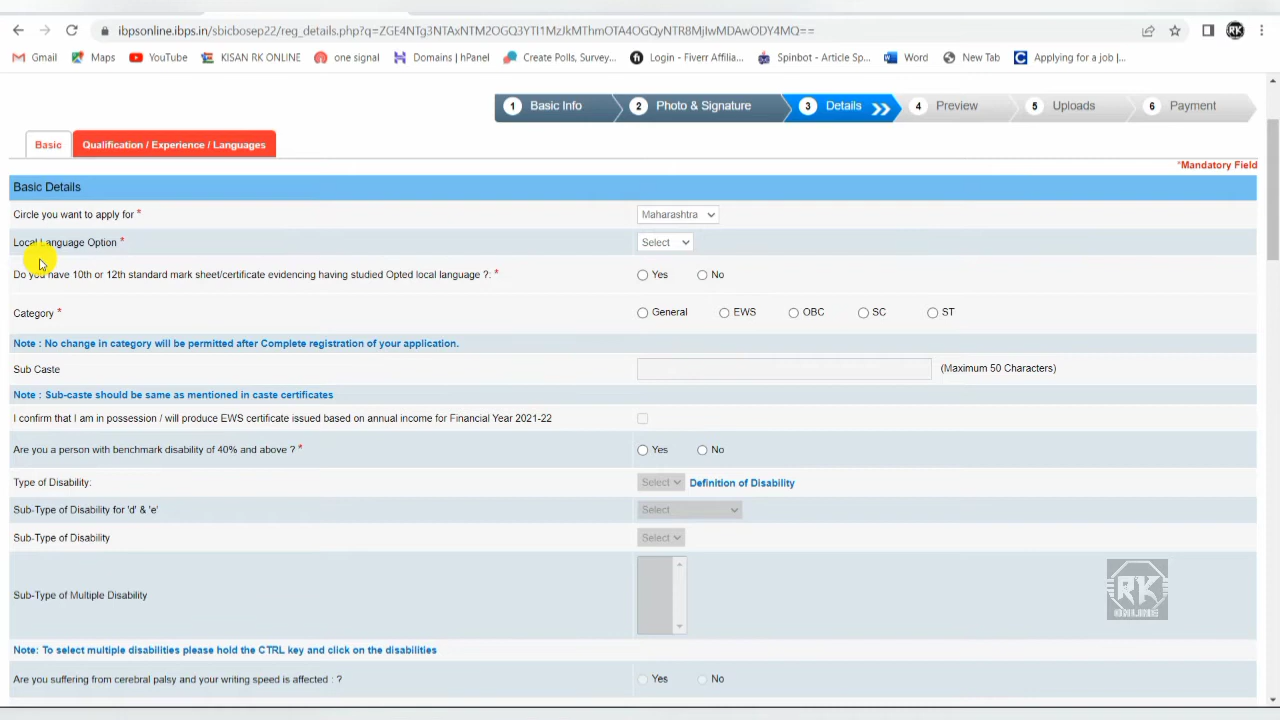 ibpsonline.ibps.in/sbicbosep22/reg_details.php?q=ZGE4NTg3NTAxNTM2OGQ3YTI1MzJkMThmOTA4OGQyNTR8MjIwMDAwODY4MQ==
RK
Gmail Maps YouTube KISAN RK ONLINE one signal Domains | hPanel Create Polls, Survey... Login - Fiverr Affilia... Spinbot - Article Sp... Word New Tab Applying for a job |...
1 Basic Info 2 Photo & Signature 3 Details 4 Preview 5 Uploads 6 Payment
Basic Qualification / Experience / Languages
*Mandatory Field
Basic Details
Circle you want to apply for * Maharashtra
Local Language Option * Select
Do you have 10th or 12th standard mark sheet/certificate evidencing having studied Opted local language ?: * Yes No
Category * General EWS OBC SC ST
Note : No change in category will be permitted after Complete registration of your application.
Sub Caste (Maximum 50 Characters)
Note : Sub-caste should be same as mentioned in caste certificates
I confirm that I am in possession / will produce EWS certificate issued based on annual income for Financial Year 2021-22
Are you a person with benchmark disability of 40% and above ? * Yes No
Type of Disability: Select Definition of Disability
Sub-Type of Disability for 'd' & 'e' Select
Sub-Type of Disability Select
Sub-Type of Multiple Disability
RK
ONLINE
Note: To select multiple disabilities please hold the CTRL key and click on the disabilities
Are you suffering from cerebral palsy and your writing speed is affected : ? Yes No